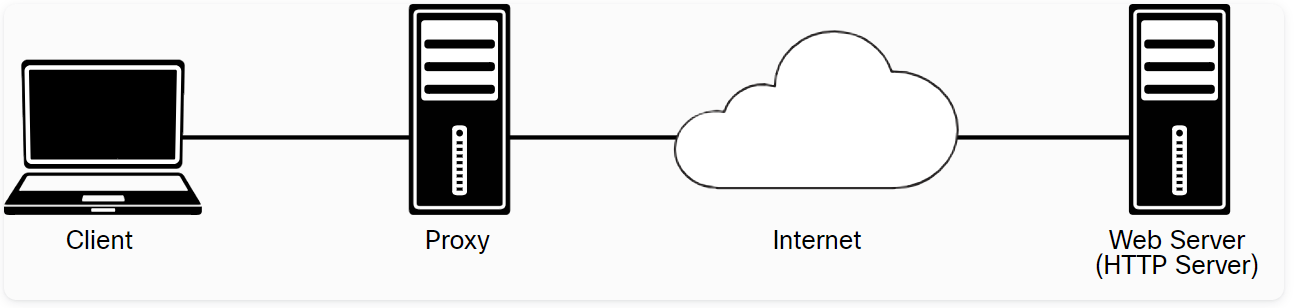 Client
Proxy
Internet
Web Server
(HTTP Server)